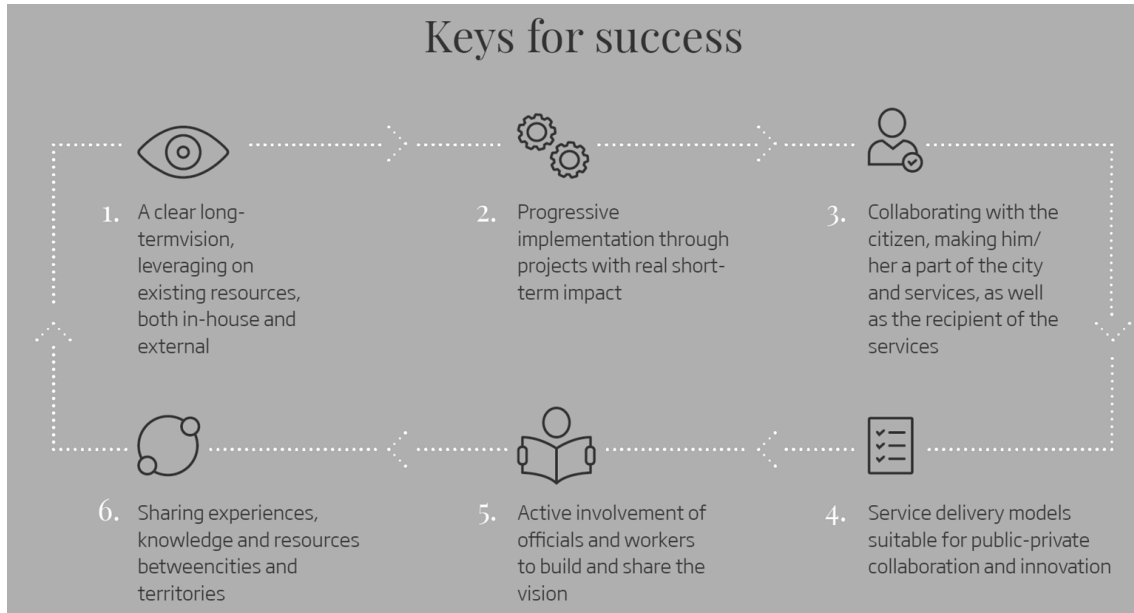 Keys for success
1. A clear long-
termvision,
leveraging on
existing resources,
both in-house and
external
2. Progressive
implementation through
projects with real short-
term impact
3. Collaborating with the
citizen, making him/
her a part of the city
and services, as well
as the recipient of the
services
4. Service delivery models
suitable for public-private
collaboration and innovation
5. Active involvement of
officials and workers
to build and share the
vision
6. Sharing experiences,
knowledge and resources
betweencities and
territories